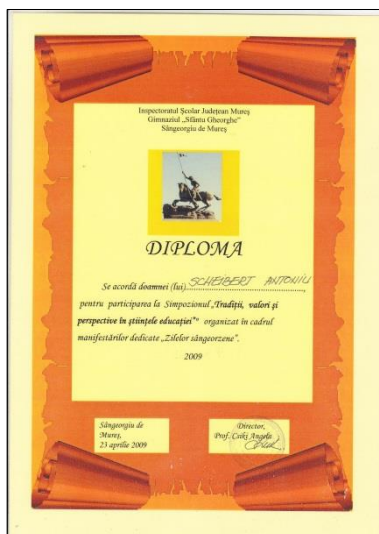 Inspectoratul Școlar Județean Mureș
Gimnaziul „Sfântu Gheorghe"
Sângeorgiu de Mureș
DIPLOMA
Se acordă doamnei (lui) SCHEIBERT ANTONIU
pentru participarea la Simpozionul „Tradiții, valori și
perspective în științele educației" organizat în cadrul
manifestărilor dedicate „Zilelor sângeorzene".
2009
Sângeorgiu de
Mureș,
23 aprilie 2009
Director,
Prof. Csiki Angela